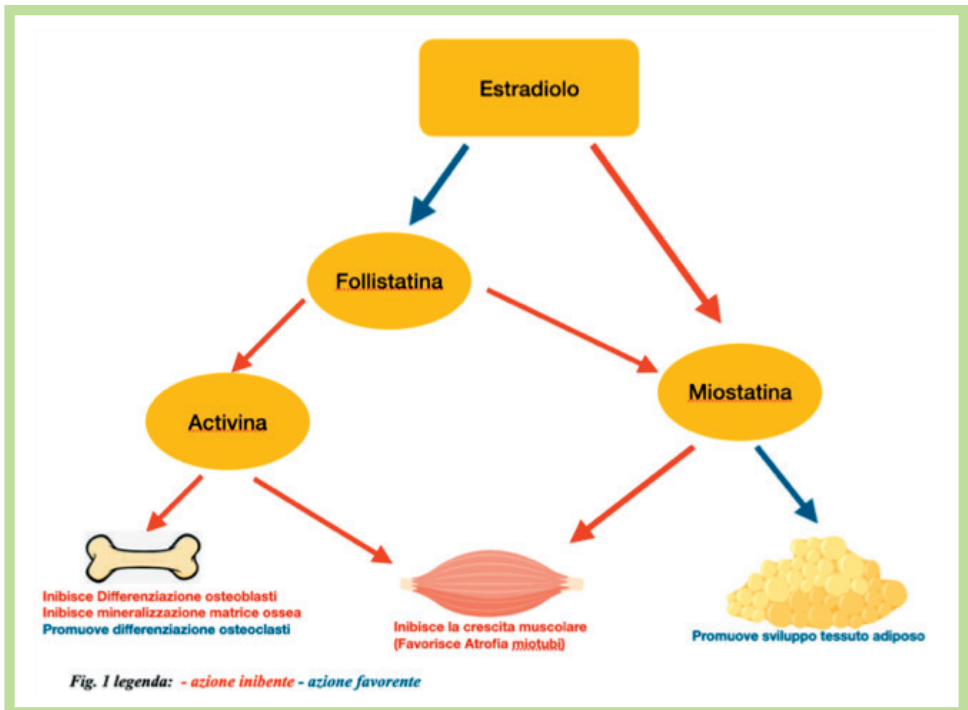 Estradiolo
Follistatina
Miostatina
Activina
Inibisce Differenziazione osteoblasti
Inibisce mineralizzazione matrice ossea
Promuove differenziazione osteoclasti
Inibisce la crescita muscolare
(Favorisce Atrofia miotubi)
Promuove sviluppo tessuto adiposo
Fig. 1 legenda: - azione inibente - azione favorente